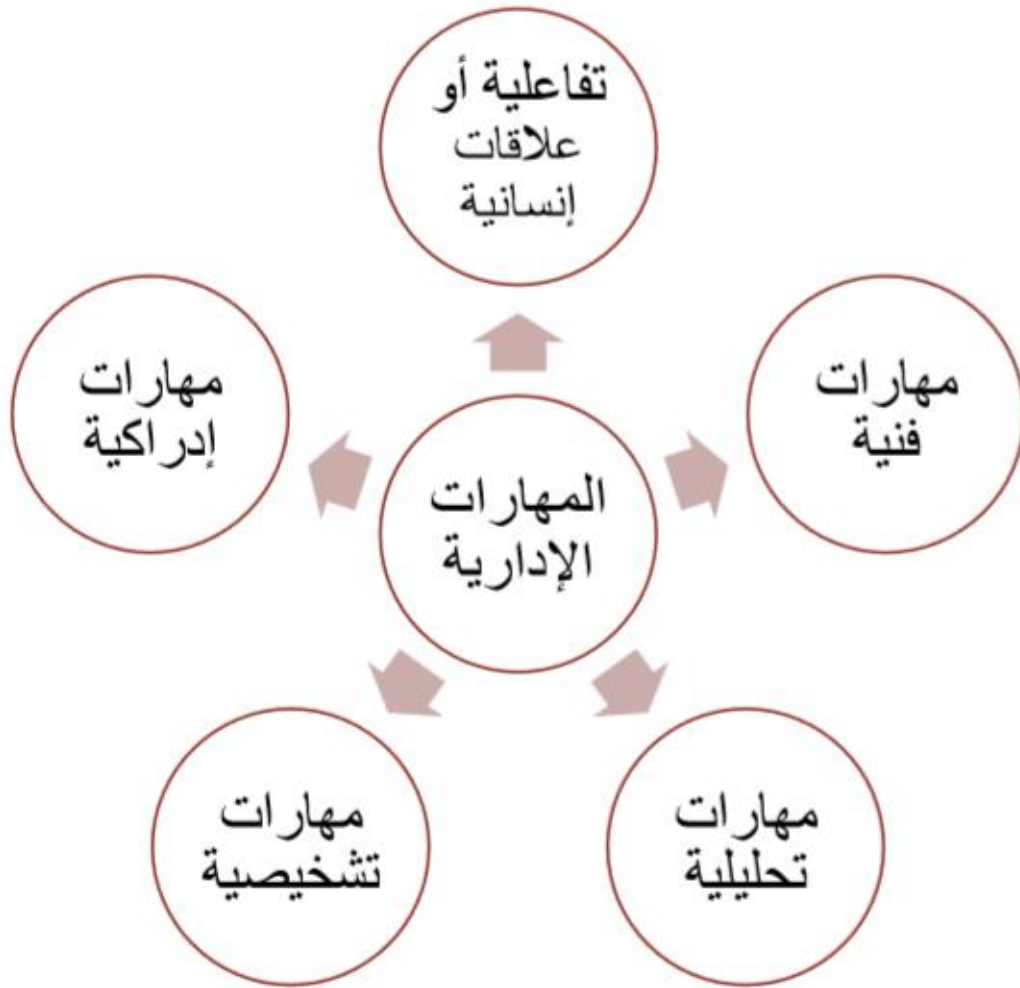 تفاعلية أو
علاقات
إنسانية
مهارات
فنية
مهارات
إدراكية
المهارات
الإدارية
مهارات
تحليلية
مهارات
تشخيصية